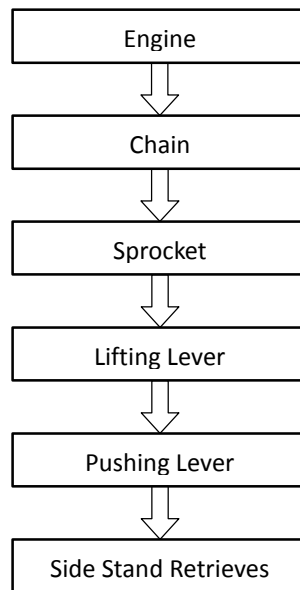 Engine
Chain
Sprocket
Lifting Lever
Pushing Lever
Side Stand Retrieves